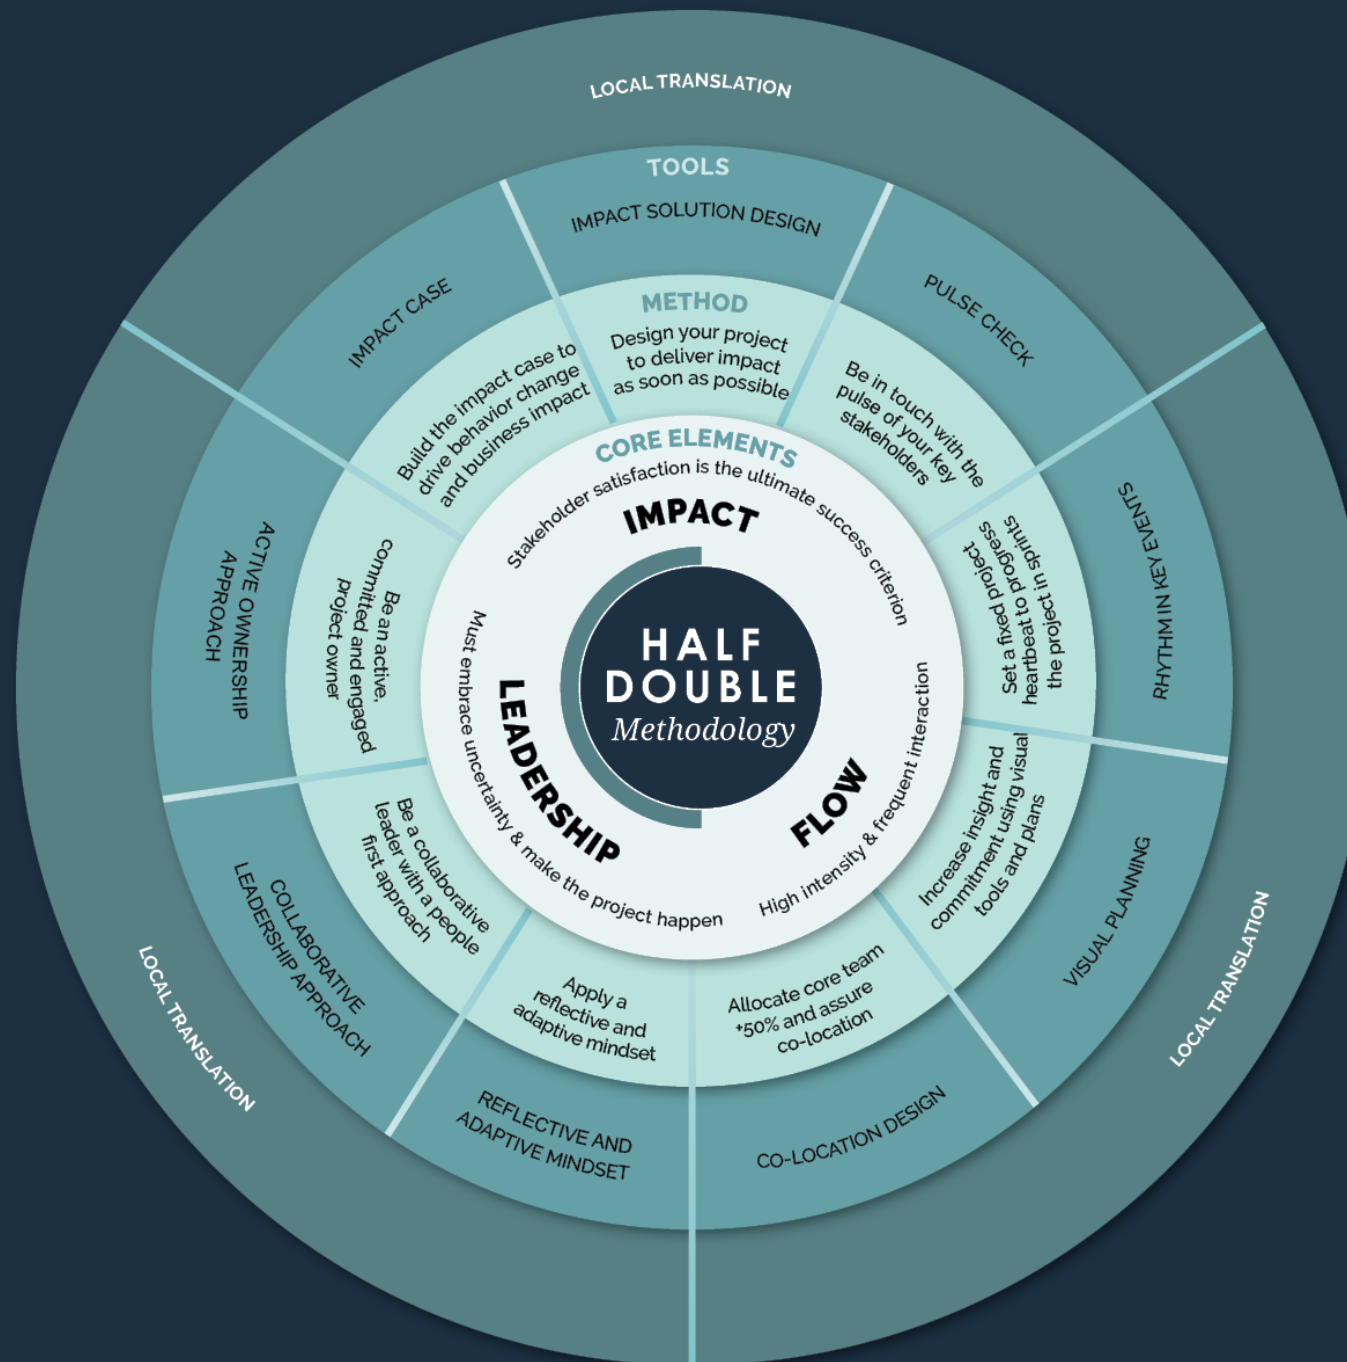 LOCAL TRANSLATION
TOOLS
IMPACT SOLUTION DESIGN
METHOD
Design your project
to deliver impact
as soon as possible
PULSE CHECK
Be in touch with the
pulse of your key
stakeholders
RHYTHM IN KEY EVENTS
Set a fixed project
heartbeat to progress
the project in sprints
VISUAL PLANNING
Increase insight and
commitment using visual
tools and plans
LOCAL TRANSLATION
CO-LOCATION DESIGN
Allocate core team
+50% and assure
co-location
REFLECTIVE AND
ADAPTIVE MINDSET
Apply a
reflective and
adaptive mindset
COLLABORATIVE
LEADERSHIP APPROACH
Be a collaborative
leader with a people
first approach
LOCAL TRANSLATION
ACTIVE OWNERSHIP
APPROACH
Be an active,
committed and engaged
project owner
IMPACT CASE
Build the impact case to
drive behavior change
and business impact
CORE ELEMENTS
Stakeholder satisfaction is the ultimate success criterion
IMPACT
High intensity & frequent interaction
FLOW
Must embrace uncertainty & make the project happen
LEADERSHIP
HALF
DOUBLE
Methodology